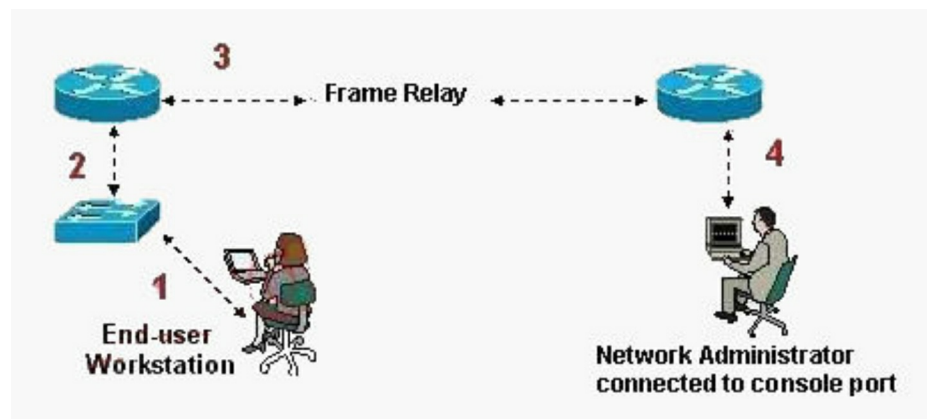 3
Frame Relay
2
4
1
End-user
Workstation
Network Administrator
connected to console port